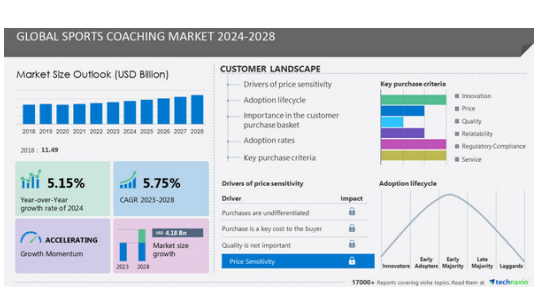 GLOBAL SPORTS COACHING MARKET 2024-2028
Market Size Outlook (USD Billion)
2018 2019 2020 2021 2022 2023 2024 2025 2026 2027 2028
2018 : 11.49
5.15%
Year-over-Year
growth rate of 2024
5.75%
CAGR 2023-2028
ACCELERATING
Growth Momentum
USD 4.18 Bn
Market size
growth
2023 2028
CUSTOMER LANDSCAPE
Drivers of price sensitivity
Adoption lifecycle
Importance in the customer
purchase basket
Adoption rates
Key purchase criteria
Key purchase criteria
Innovation
Price
Quality
Relatability
Regulatory Compliance
Service
Drivers of price sensitivity
Driver Impact
Purchases are undifferentiated
Purchase is a key cost to the buyer
Quality is not important
Price Sensitivity
Adoption lifecycle
Innovators
Early
Adopters
Early
Majority
Late
Majority
Laggards
17000+ Reports covering niche topics. Read them at technavio